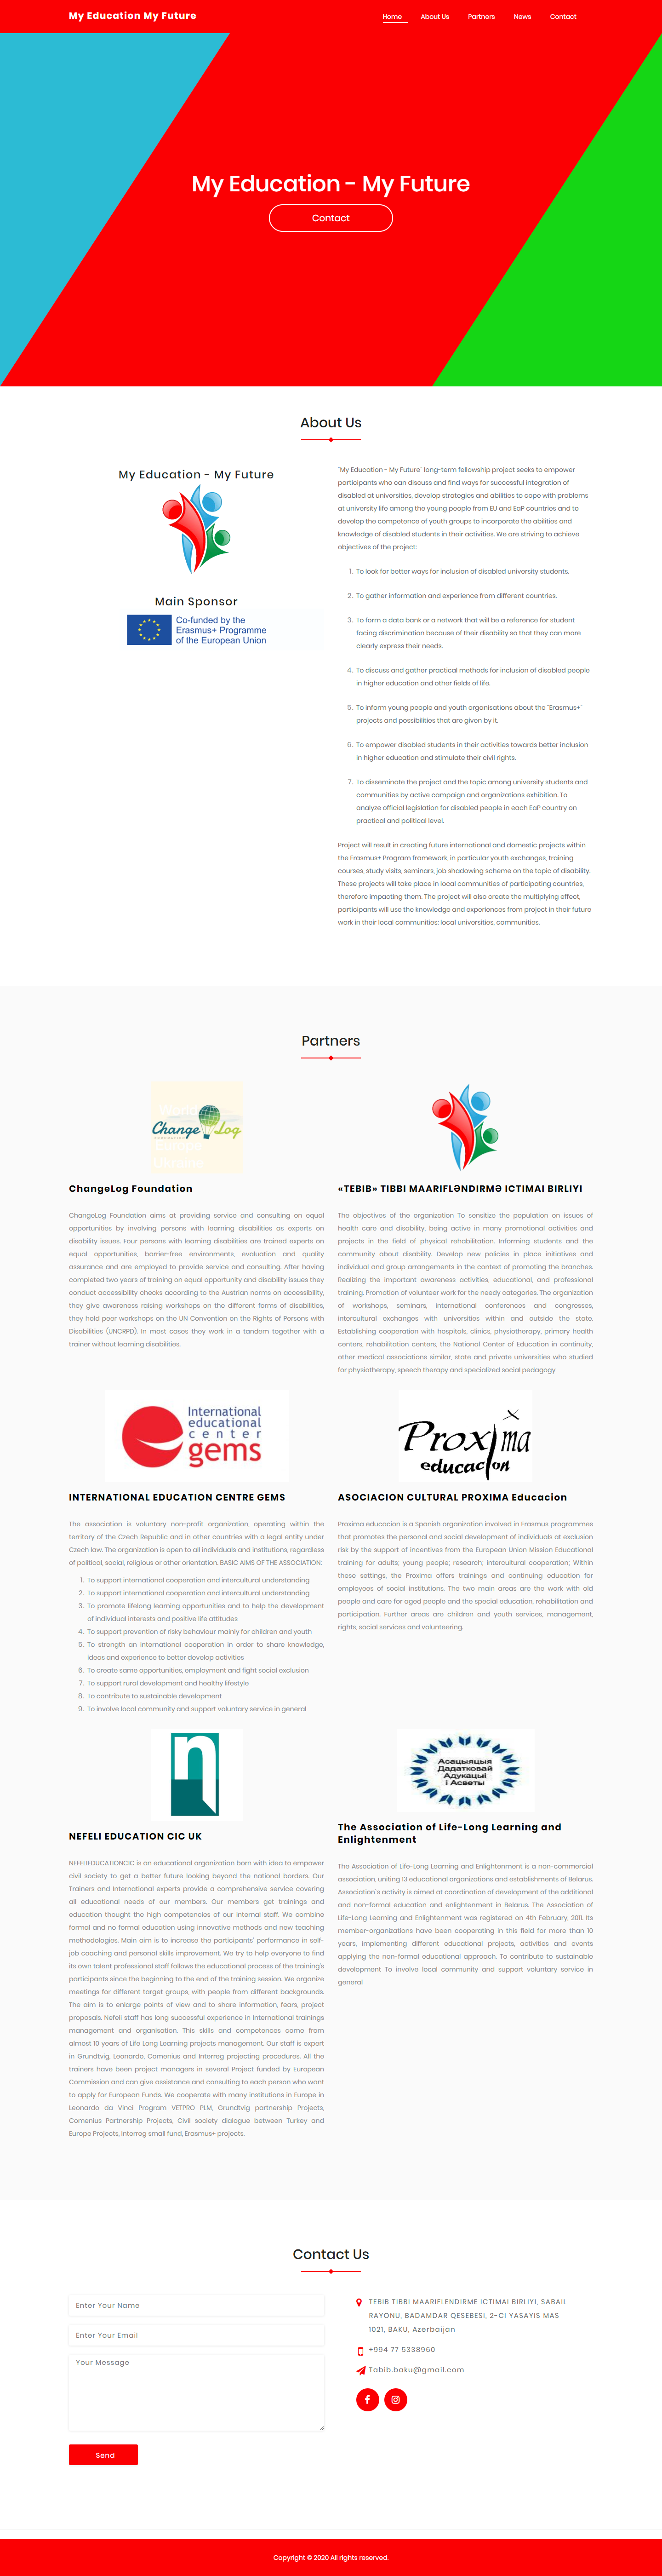 My Education My Future
Home About Us Partners News Contact
My Education - My Future
Contact
About Us
My Education - My Future
Main Sponsor
Co-funded by the
Erasmus+ Programme
of the European Union
"My Education - My Future" long-term fellowship project seeks to empower
participants who can discuss and find ways for successful integration of
disabled at universities, develop strategies and abilities to cope with problems
at university life among the young people from EU and EaP countries and to
develop the competence of youth groups to incorporate the abilities and
knowledge of disabled students in their activities. We are striving to achieve
objectives of the project:
1. To look for better ways for inclusion of disabled university students.
2. To gather information and experience from different countries.
3. To form a data bank or a network that will be a reference for student
facing discrimination because of their disability so that they can more
clearly express their needs.
4. To discuss and gather practical methods for inclusion of disabled people
in higher education and other fields of life.
5. To inform young people and youth organisations about the "Erasmus+"
projects and possibilities that are given by it.
6. To empower disabled students in their activities towards better inclusion
in higher education and stimulate their civil rights.
7. To disseminate the project and the topic among university students and
communities by active campaign and organizations exhibition. To
analyze official legislation for disabled people in each EaP country on
practical and political level.
Project will result in creating future international and domestic projects within
the Erasmus+ Program framework, in particular youth exchanges, training
courses, study visits, seminars, job shadowing scheme on the topic of disability.
These projects will take place in local communities of participating countries,
therefore impacting them. The project will also create the multiplying effect,
participants will use the knowledge and experiences from project in their future
work in their local communities: local universities, communities.
Partners
Change Log
ChangeLog Foundation
ChangeLog Foundation aims at providing service and consulting on equal
opportunities by involving persons with learning disabilities as experts on
disability issues. Four persons with learning disabilities are trained experts on
equal opportunities, barrier-free environments, evaluation and quality
assurance and are employed to provide service and consulting. After having
completed two years of training on equal opportunity and disability issues they
conduct accessibility checks according to the Austrian norms on accessibility,
they give awareness raising workshops on the different forms of disabilities,
they hold peer workshops on the UN Convention on the Rights of Persons with
Disabilities (UNCRPD). In most cases they work in a tandem together with a
trainer without learning disabilities.
«TEBIB» TIBBI MAARIFLƏNDIRMƏ ICTIMAI BIRLIYI
The objectives of the organization To sensitize the population on issues of
health care and disability, being active in many promotional activities and
projects in the field of physical rehabilitation. Informing students and the
community about disability. Develop new policies in place initiatives and
individual and group arrangements in the context of promoting the branches.
Realizing the important awareness activities, educational, and professional
training. Promotion of volunteer work for the needy categories. The organization
of workshops, seminars, international conferences and congresses,
intercultural exchanges with universities within and outside the state.
Establishing cooperation with hospitals, clinics, physiotherapy, primary health
centers, rehabilitation centers, the National Center of Education in continuity,
other medical associations similar, state and private universities who studied
for physiotherapy, speech therapy and specialized social pedagogy
International
educational
center
gems
INTERNATIONAL EDUCATION CENTRE GEMS
The association is voluntary non-profit organization, operating within the
territory of the Czech Republic and in other countries with a legal entity under
Czech law. The organization is open to all individuals and institutions, regardless
of political, social, religious or other orientation. BASIC AIMS OF THE ASSOCIATION:
1. To support international cooperation and intercultural understanding
2. To support international cooperation and intercultural understanding
3. To promote lifelong learning opportunities and to help the development
of individual interests and positive life attitudes
4. To support prevention of risky behaviour mainly for children and youth
5. To strength an international cooperation in order to share knowledge,
ideas and experience to better develop activities
6. To create same opportunities, employment and fight social exclusion
7. To support rural development and healthy lifestyle
8. To contribute to sustainable development
9. To involve local community and support voluntary service in general
Proxima
educacion
ASOCIACION CULTURAL PROXIMA Educacion
Proxima educacion is a Spanish organization involved in Erasmus programmes
that promotes the personal and social development of individuals at exclusion
risk by the support of incentives from the European Union Mission Educational
training for adults; young people; research; intercultural cooperation; Within
these settings, the Proxima offers trainings and continuing education for
employees of social institutions. The two main areas are the work with old
people and care for aged people and the special education, rehabilitation and
participation. Further areas are children and youth services, management,
rights, social services and volunteering.
n
NEFELI EDUCATION CIC UK
NEFELIEDUCATIONCIC is an educational organization born with idea to empower
civil society to get a better future looking beyond the national borders. Our
Trainers and International experts provide a comprehensive service covering
all educational needs of our members. Our members get trainings and
education thought the high competencies of our internal staff. We combine
formal and no formal education using innovative methods and new teaching
methodologies. Main aim is to increase the participants' performance in self-
job coaching and personal skills improvement. We try to help everyone to find
its own talent professional staff follows the educational process of the training's
participants since the beginning to the end of the training session. We organize
meetings for different target groups, with people from different backgrounds.
The aim is to enlarge points of view and to share information, fears, project
proposals. Nefeli staff has long successful experience in International trainings
management and organisation. This skills and competences come from
almost 10 years of Life Long Learning projects management. Our staff is expert
in Grundtvig, Leonardo, Comenius and Interreg projecting procedures. All the
trainers have been project managers in several Project funded by European
Commission and can give assistance and consulting to each person who want
to apply for European Funds. We cooperate with many institutions in Europe in
Leonardo da Vinci Program VETPRO PLM, Grundtvig partnership Projects,
Comenius Partnership Projects, Civil society dialogue between Turkey and
Europe Projects, Interreg small fund, Erasmus+ projects.
Асацыяцыя
Дадатковай
Адукацыі
і Асветы
The Association of Life-Long Learning and
Enlightenment
The Association of Life-Long Learning and Enlightenment is a non-commercial
association, uniting 13 educational organizations and establishments of Belarus.
Association's activity is aimed at coordination of development of the additional
and non-formal education and enlightenment in Belarus. The Association of
Life-Long Learning and Enlightenment was registered on 4th February, 2011. Its
member-organizations have been cooperating in this field for more than 10
years, implementing different educational projects, activities and events
applying the non-formal educational approach. To contribute to sustainable
development To involve local community and support voluntary service in
general
Contact Us
Enter Your Name
Enter Your Email
Your Message
Send
TEBIB TIBBI MAARIFLENDIRME ICTIMAI BIRLIYI, SABAIL
RAYONU, BADAMDAR QESEBESI, 2-CI YASAYIS MAS
1021, BAKU, Azerbaijan
+994 77 5338960
Tabib.baku@gmail.com
Copyright © 2020 All rights reserved.